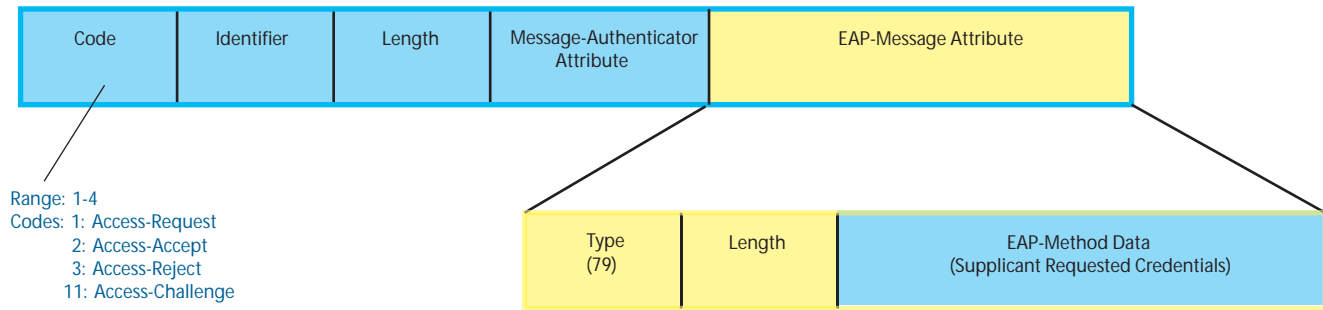 Code
Identifier
Length
Message-Authenticator
Attribute
EAP-Message Attribute
Range: 1-4
Codes: 1: Access-Request
2: Access-Accept
3: Access-Reject
11: Access-Challenge
Type
(79)
Length
EAP-Method Data
(Supplicant Requested Credentials)